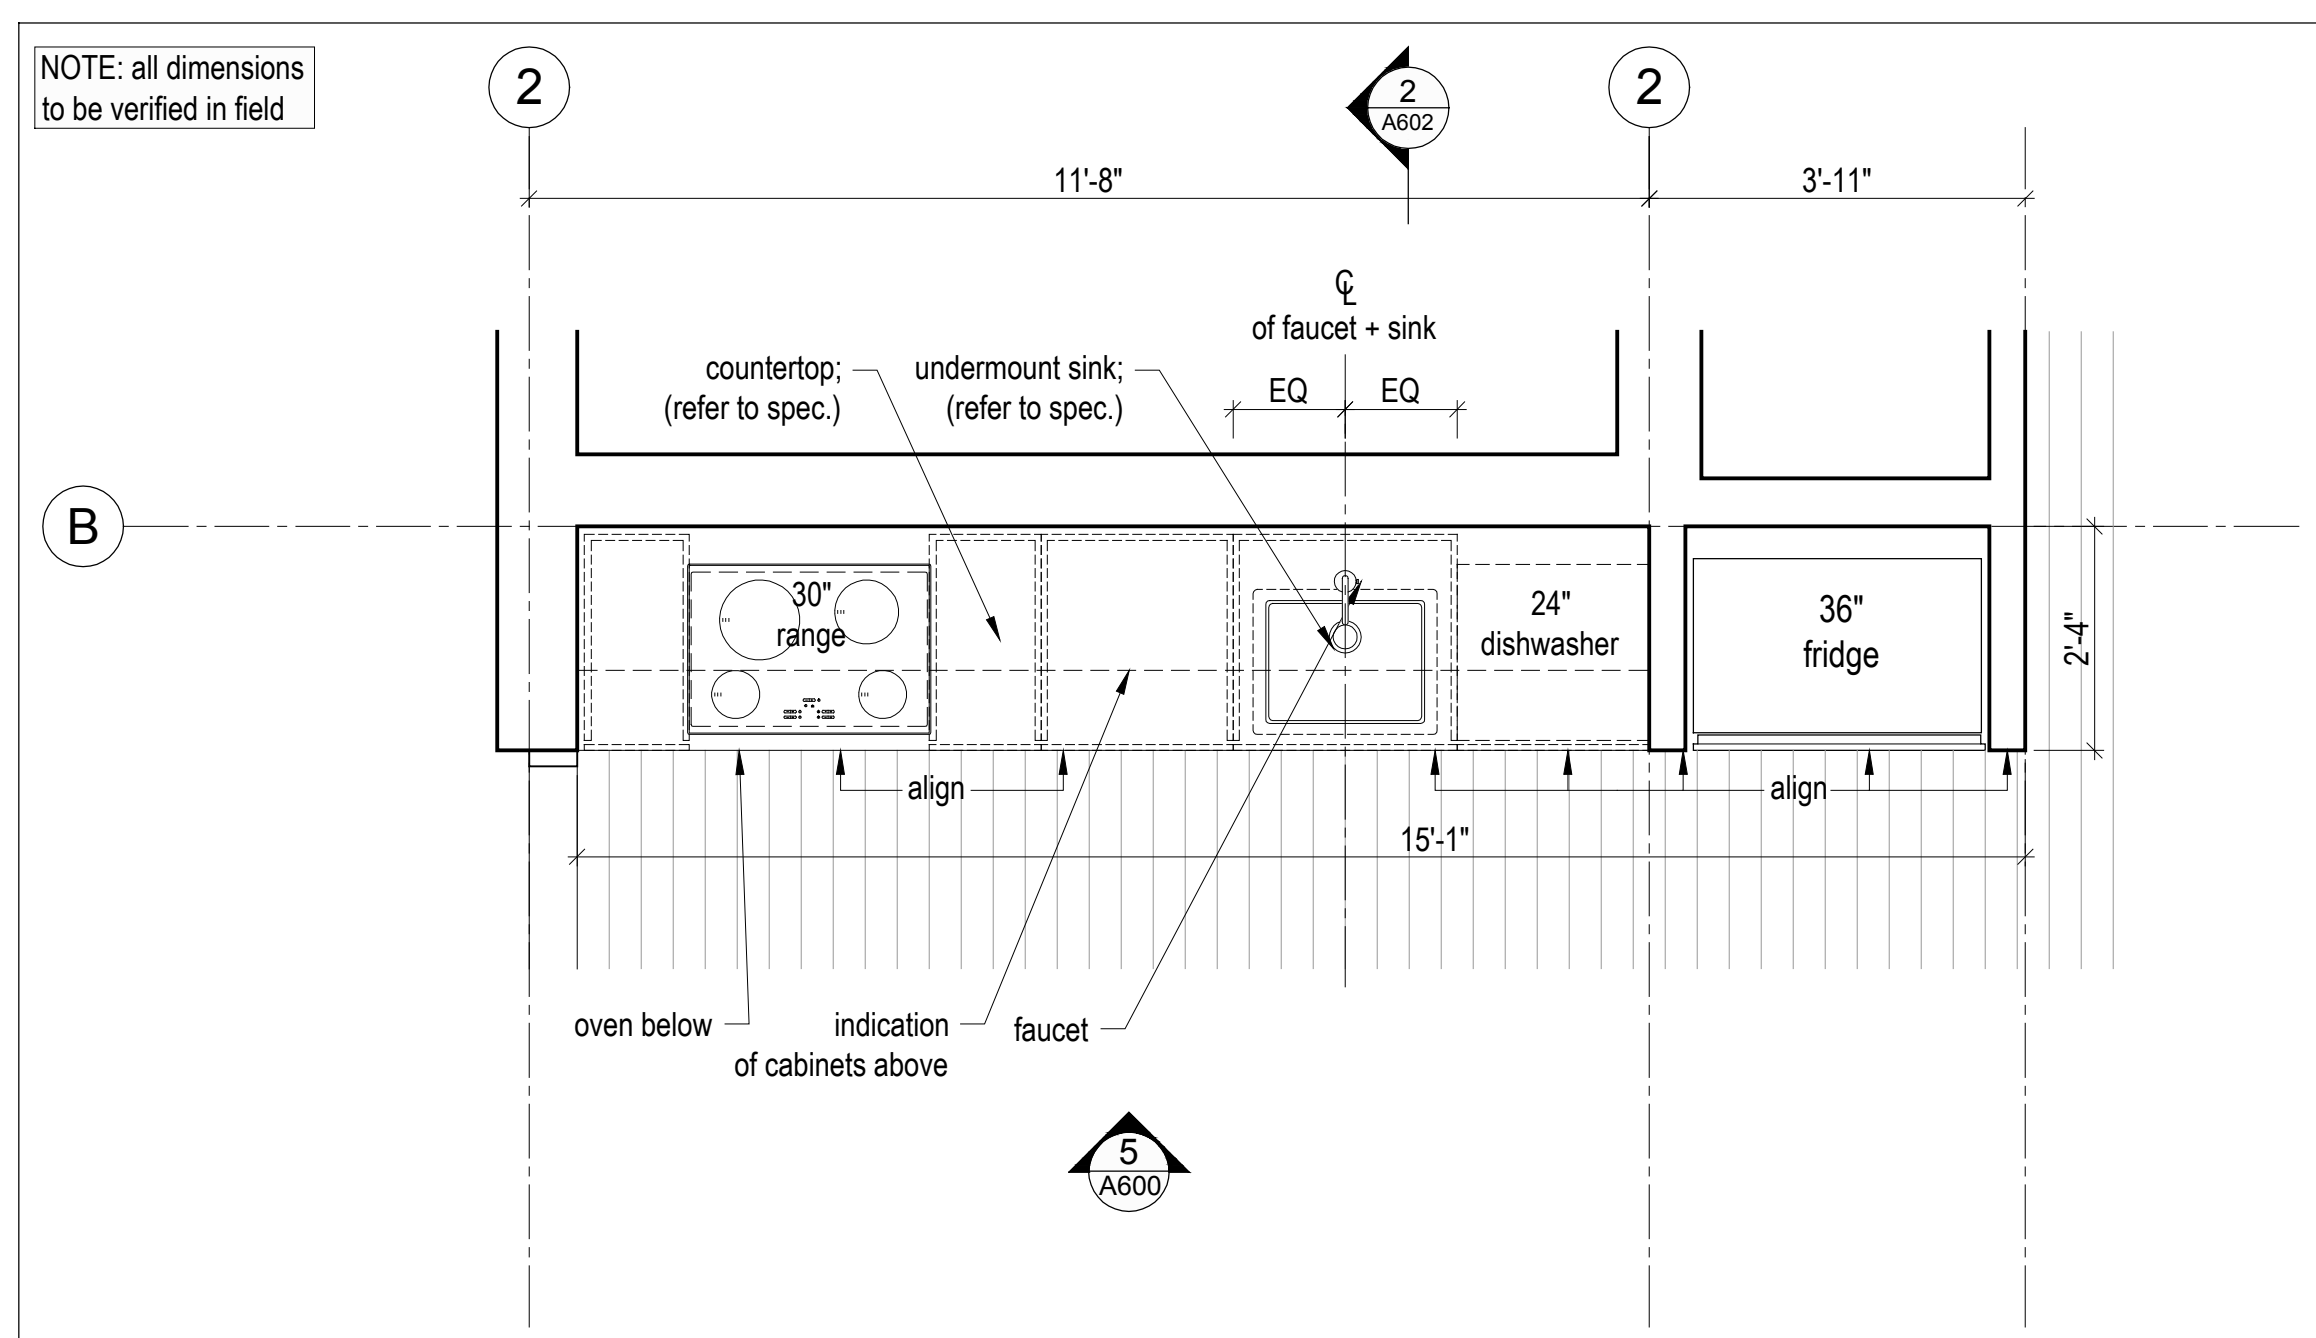 NOTE: all dimensions
to be verified in field
2
2
A602
2
11'-8"
3'-11"
℄
of faucet + sink
countertop;
(refer to spec.)
undermount sink;
(refer to spec.)
EQ
EQ
B
30"
range
24"
dishwasher
36"
fridge
2'-4"
align
align
15'-1"
oven below
indication
of cabinets above
faucet
5
A600